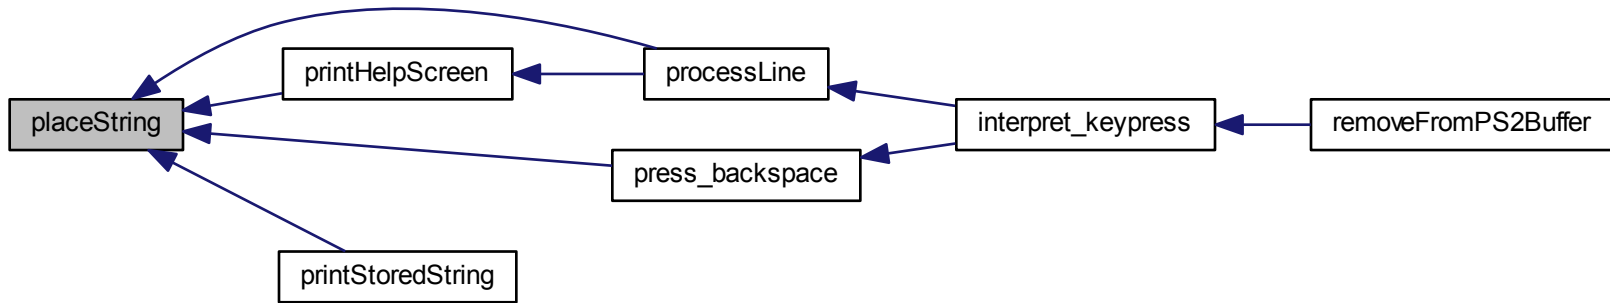 placeString
printHelpScreen
processLine
interpret_keypress
removeFromPS2Buffer
press_backspace
printStoredString